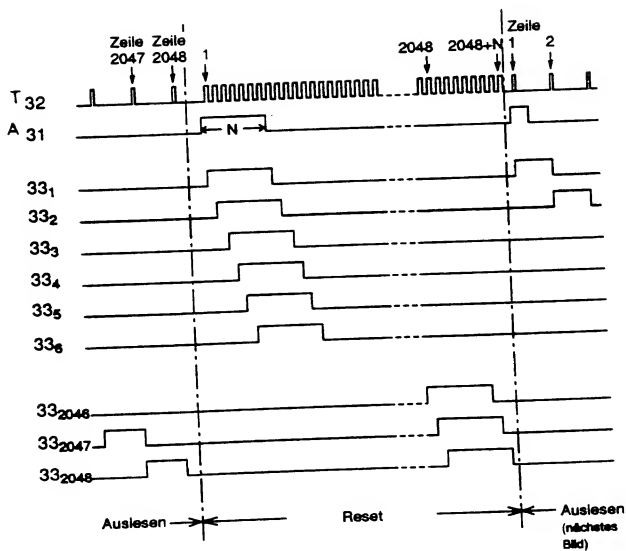 Zeile 2047
Zeile 2048
1
2048
2048+N
Zeile 1
2
T 32
A 31
N
33₁
33₂
33₃
33₄
33₅
33₆
33₂₀₄₆
33₂₀₄₇
33₂₀₄₈
Auslesen
Reset
Auslesen
(nächstes
Bild)